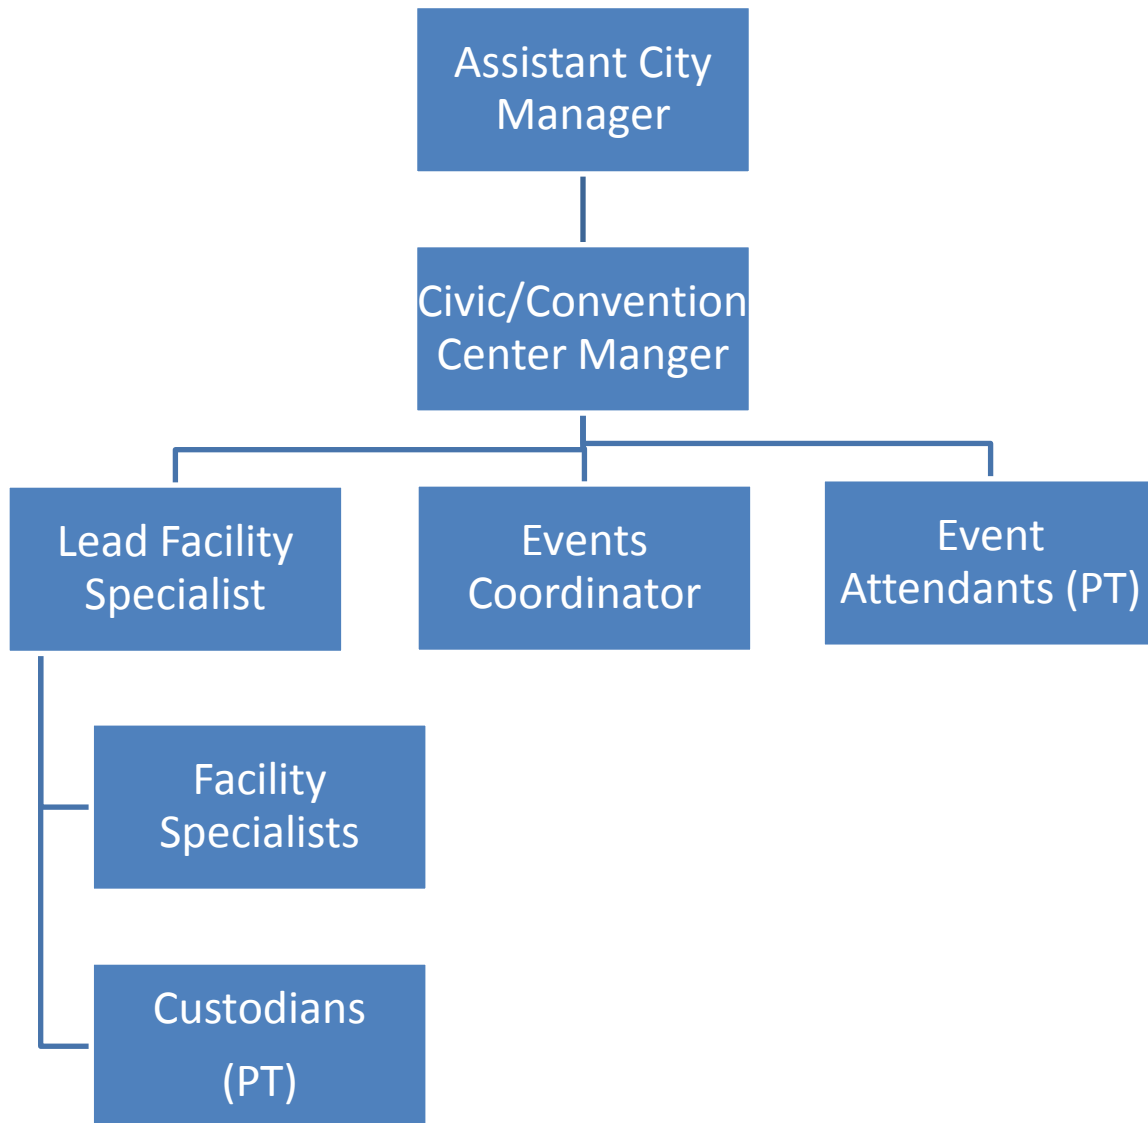 Assistant City
Manager
Civic/Convention
Center Manger
Lead Facility
Specialist
Events
Coordinator
Event
Attendants (PT)
Facility
Specialists
Custodians
(PT)